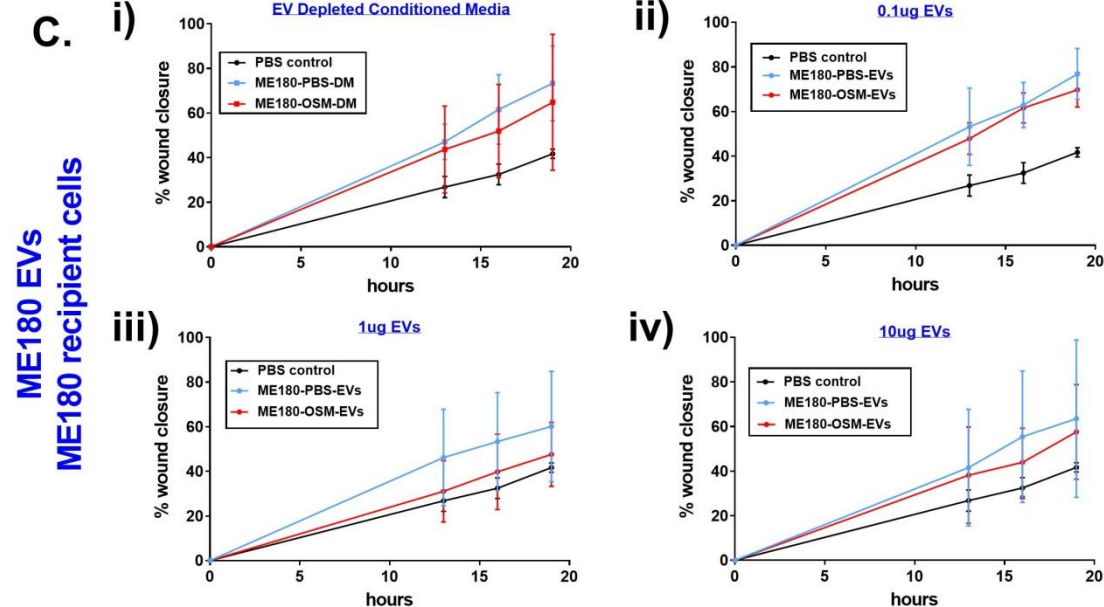 C.
ME180 EVs
ME180 recipient cells
i)
EV Depleted Conditioned Media
PBS control
ME180-PBS-DM
ME180-OSM-DM
% wound closure
100
80
60
40
20
0
0 5 10 15 20
hours
ii)
0.1ug EVs
PBS control
ME180-PBS-EVs
ME180-OSM-EVs
% wound closure
100
80
60
40
20
0
0 5 10 15 20
hours
iii)
1ug EVs
PBS control
ME180-PBS-EVs
ME180-OSM-EVs
% wound closure
100
80
60
40
20
0
0 5 10 15 20
hours
iv)
10ug EVs
PBS control
ME180-PBS-EVs
ME180-OSM-EVs
% wound closure
100
80
60
40
20
0
0 5 10 15 20
hours